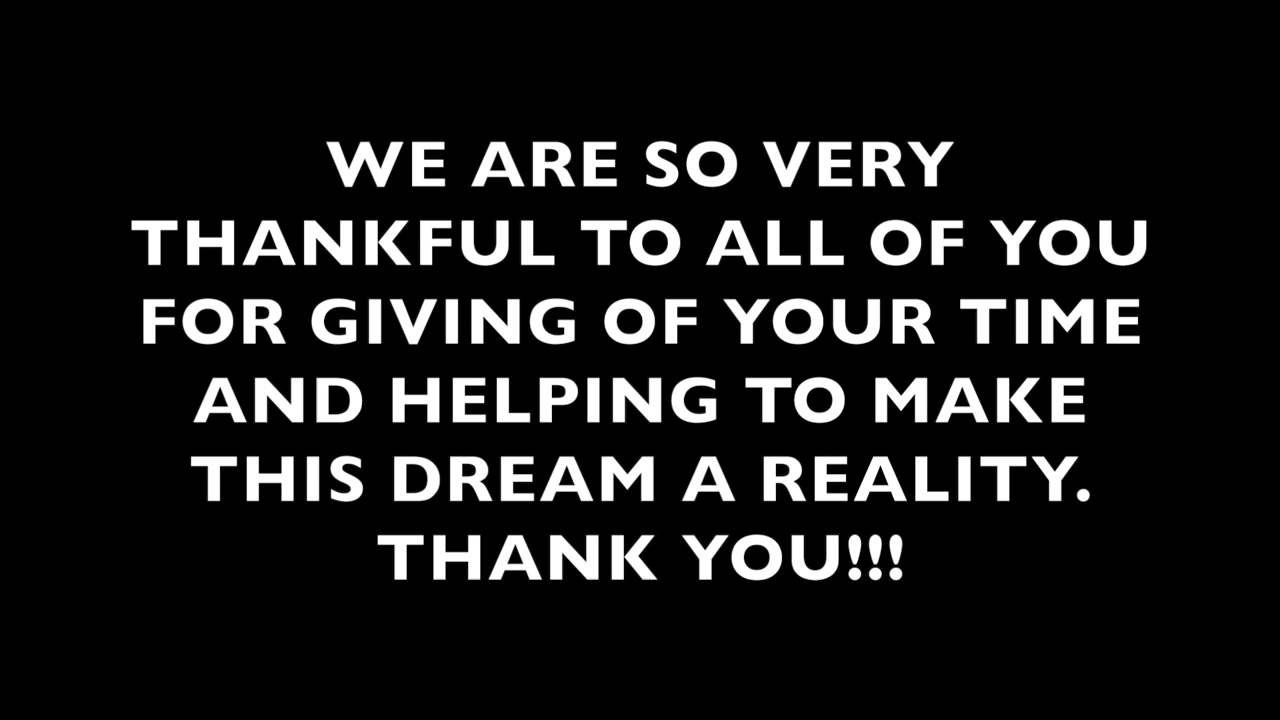 WE ARE SO VERY
THANKFUL TO ALL OF YOU
FOR GIVING OF YOUR TIME
AND HELPING TO MAKE
THIS DREAM A REALITY.
THANK YOU!!!